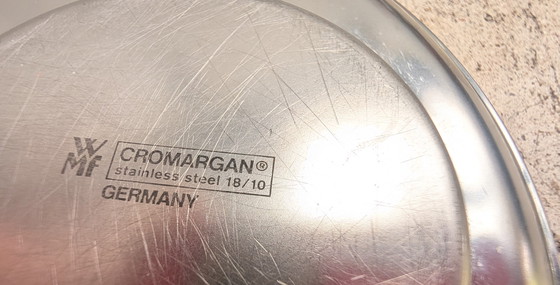 WMF
CROMARGAN®
stainless steel 18/10
GERMANY